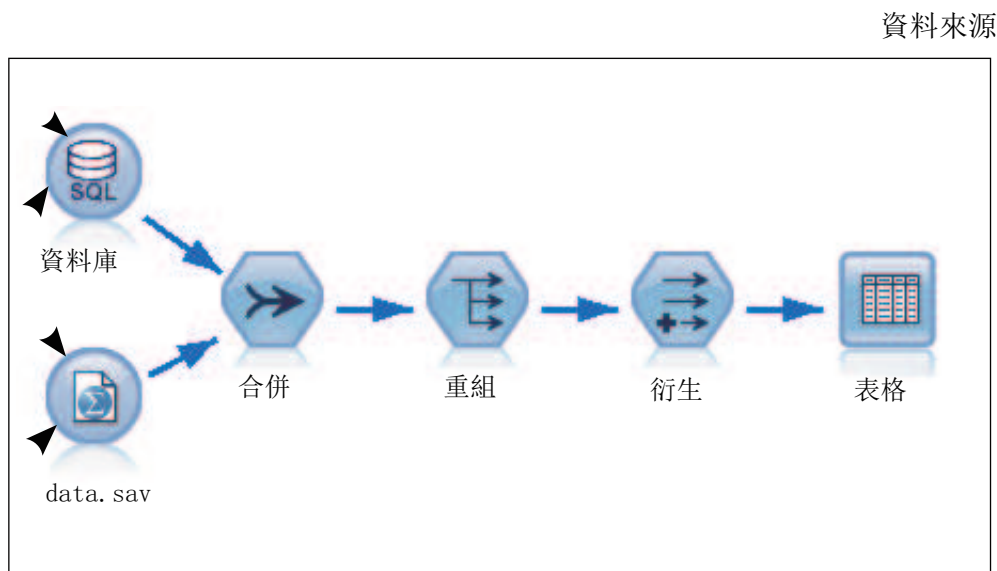 資料來源
SQL
資料庫
合併
重組
衍生
表格
data.sav